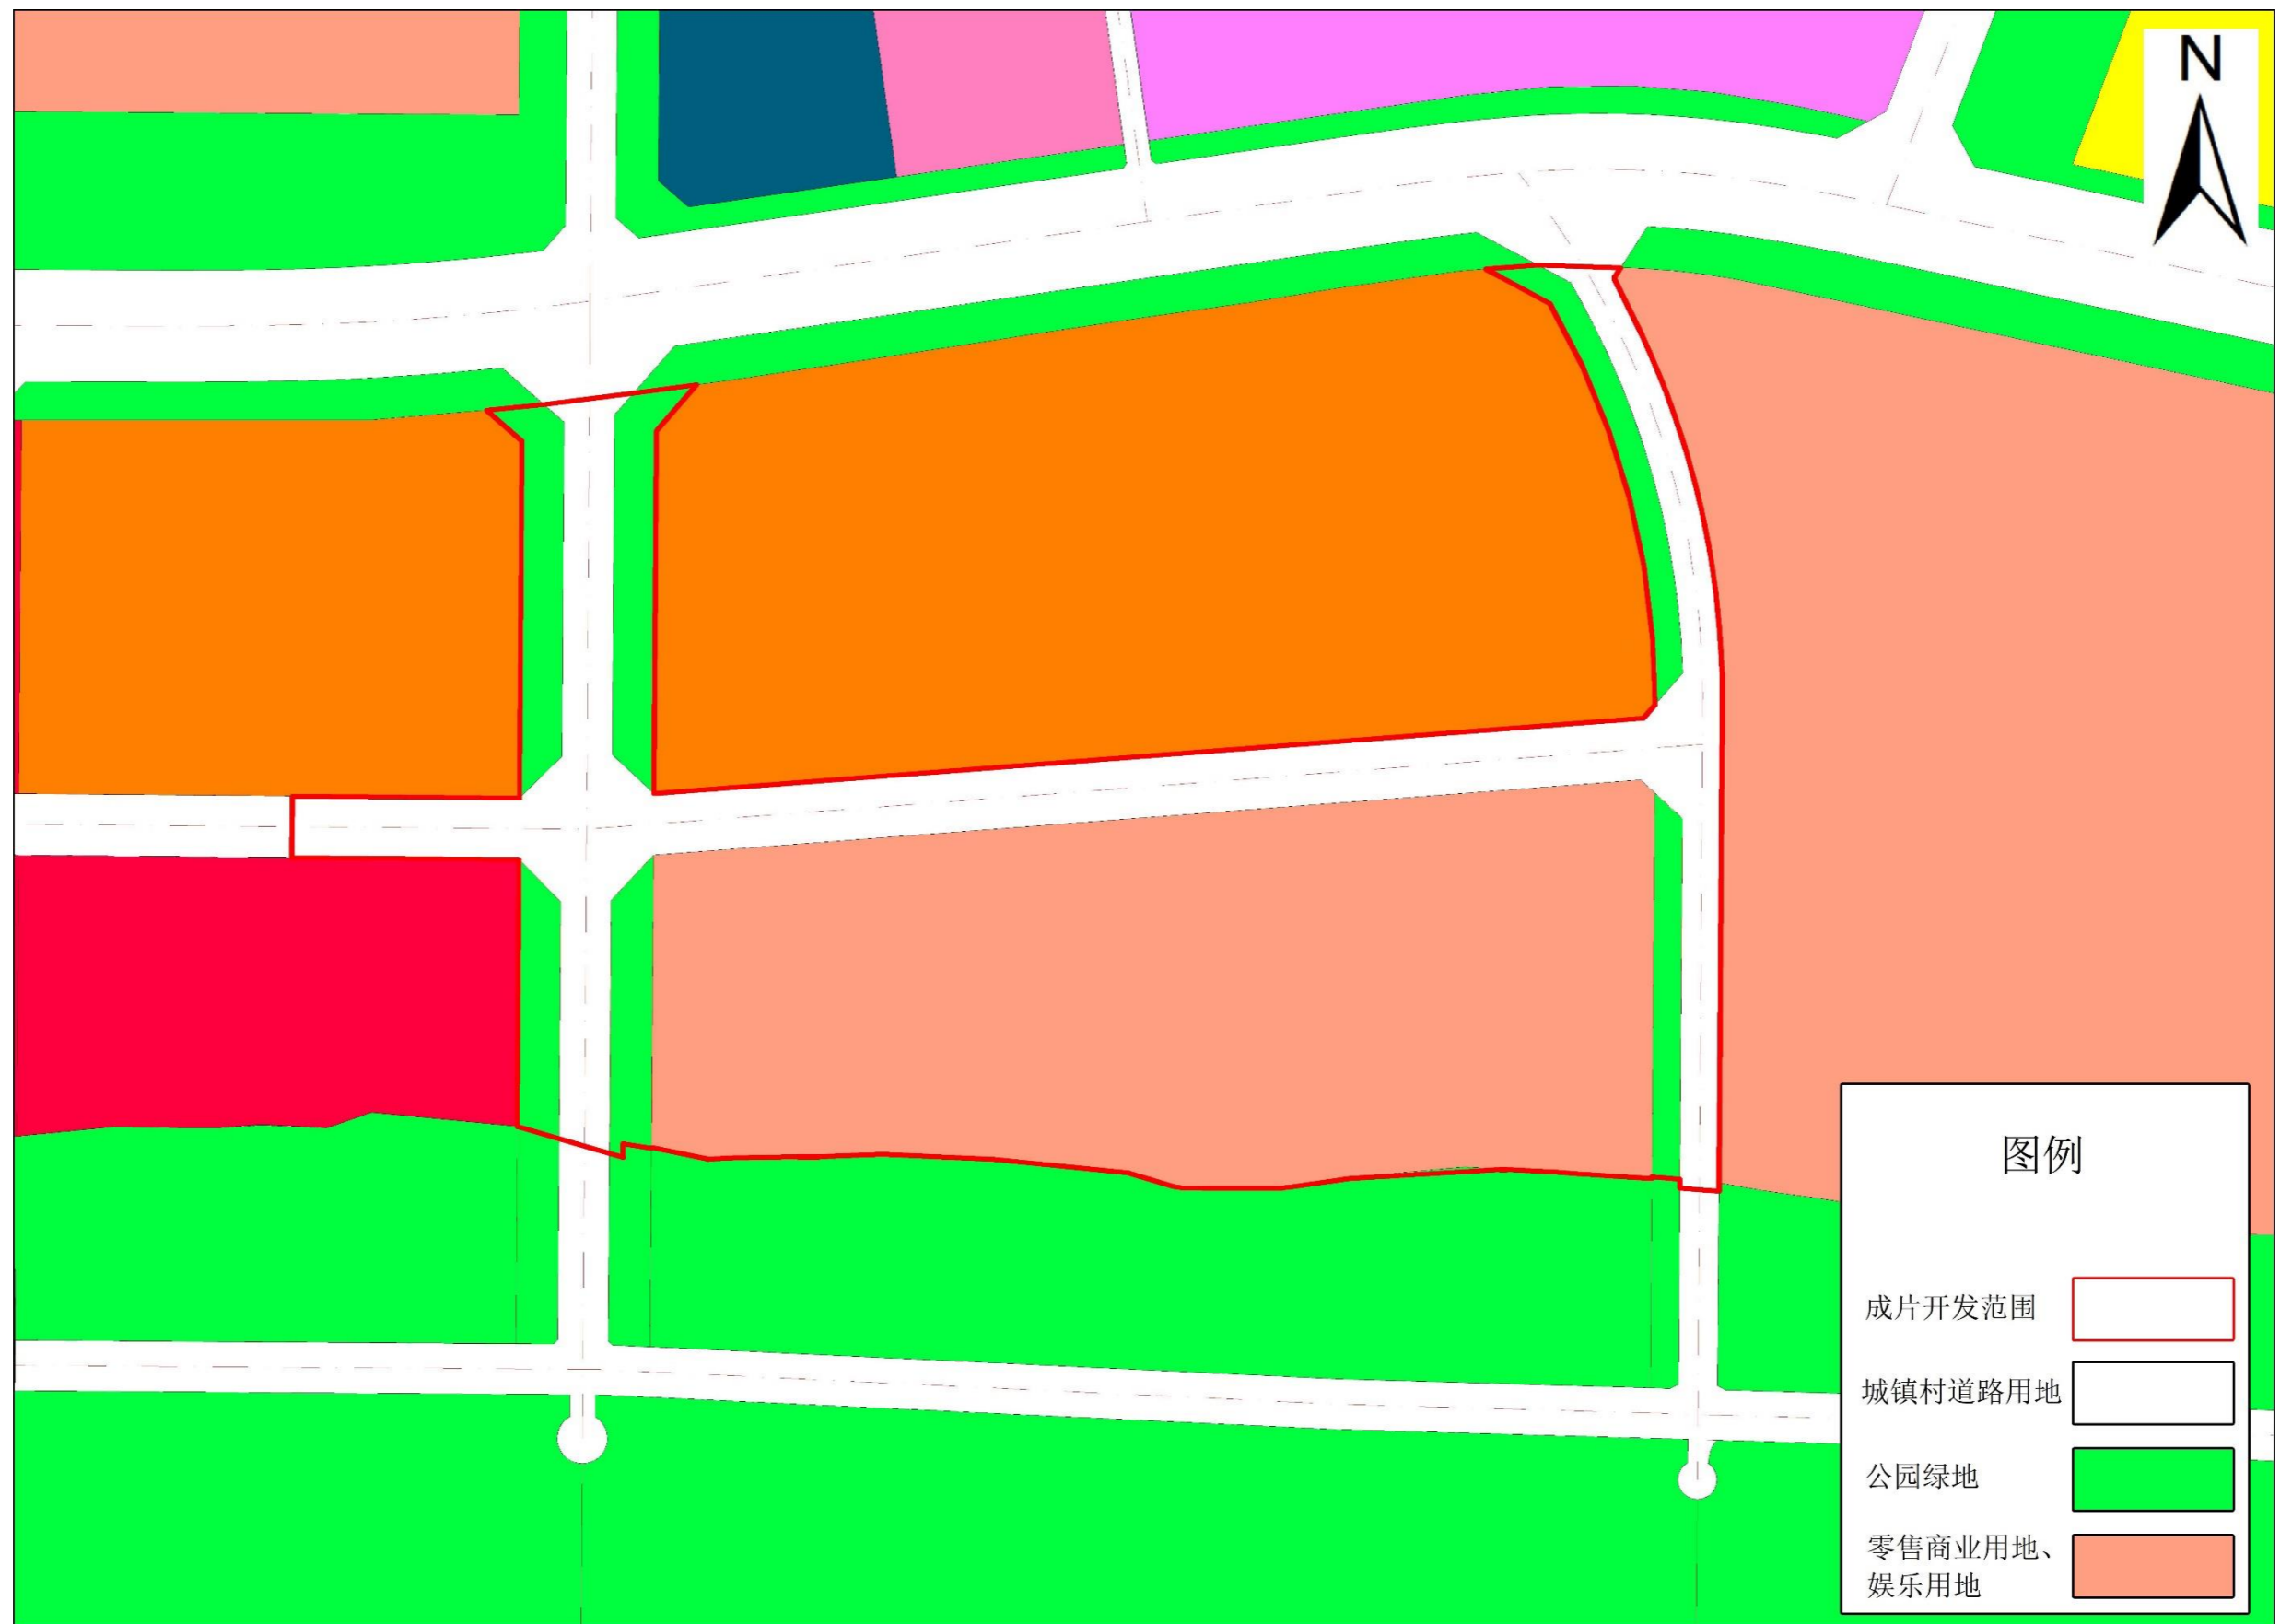 N
图例
成片开发范围
城镇村道路用地
公园绿地
零售商业用地、
娱乐用地